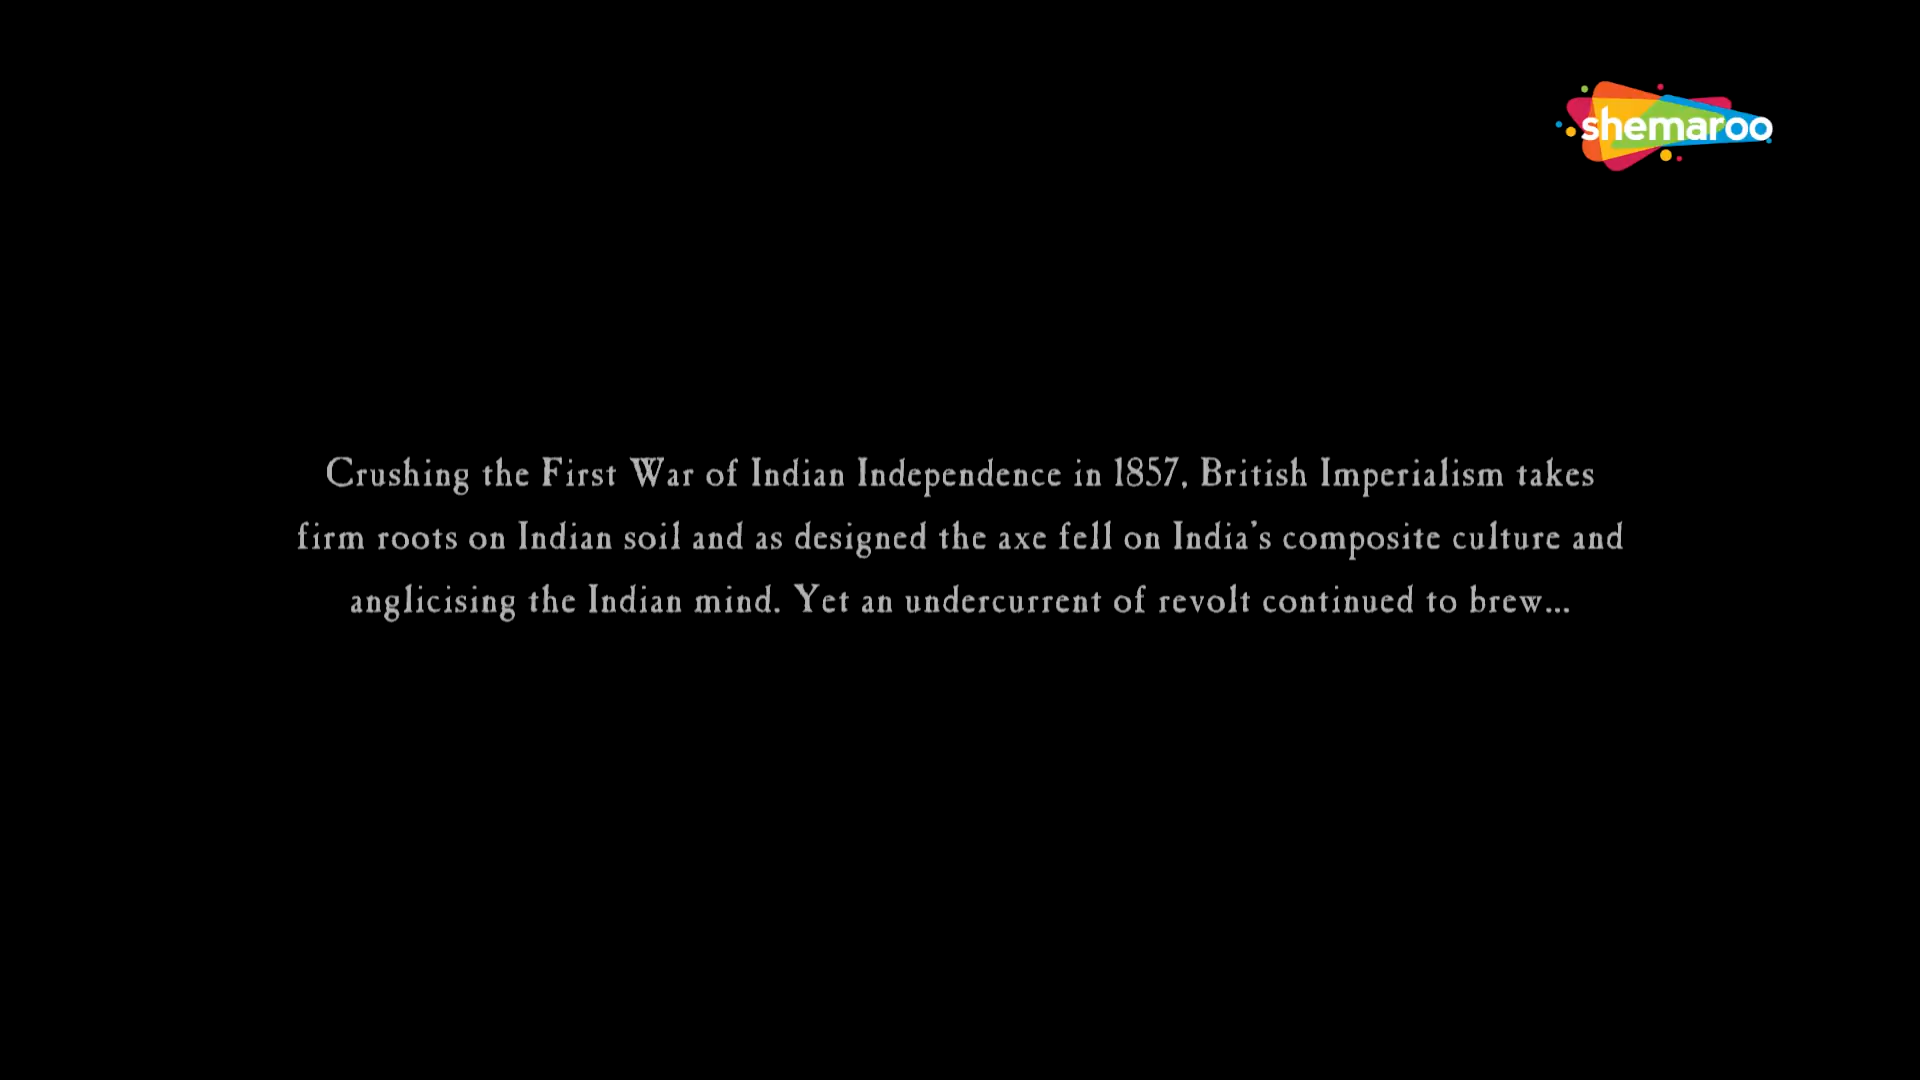 shemaroo
Crushing the First War of Indian Independence in 1857, British Imperialism takes
firm roots on Indian soil and as designed the axe fell on India's composite culture and
anglicising the Indian mind. Yet an undercurrent of revolt continued to brew...